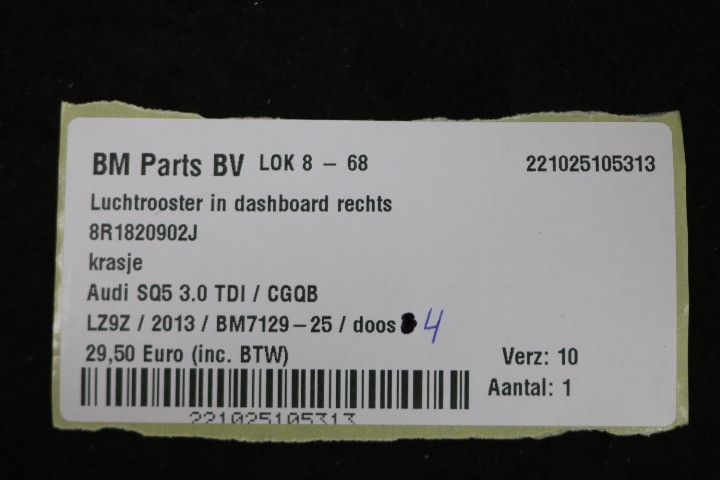 BM Parts BV LOK 8 - 68 221025105313
Luchtrooster in dashboard rechts
8R1820902J
krasje
Audi SQ5 3.0 TDI / CGQB
LZ9Z / 2013 / BM7129-25 / doos 4
29,50 Euro (inc. BTW) Verz: 10
Aantal: 1
221025105313